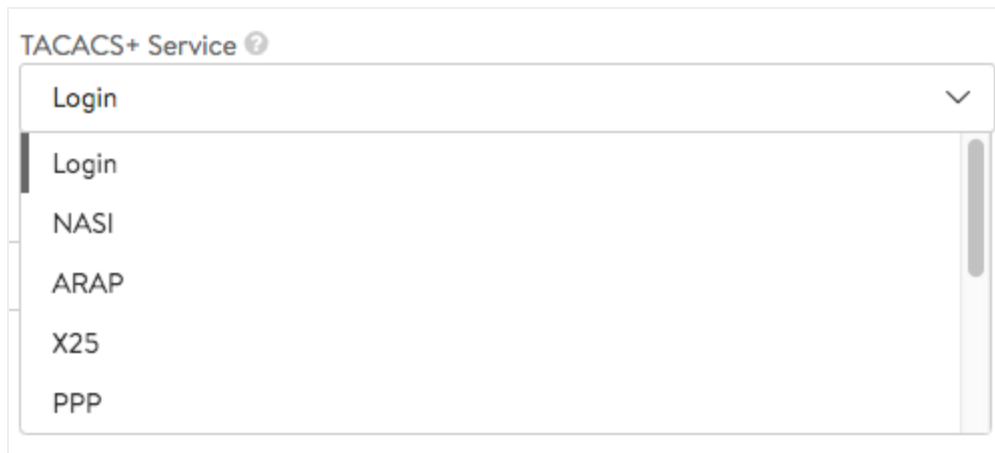 TACACS+ Service ?
Login
Login
NASI
ARAP
X25
PPP